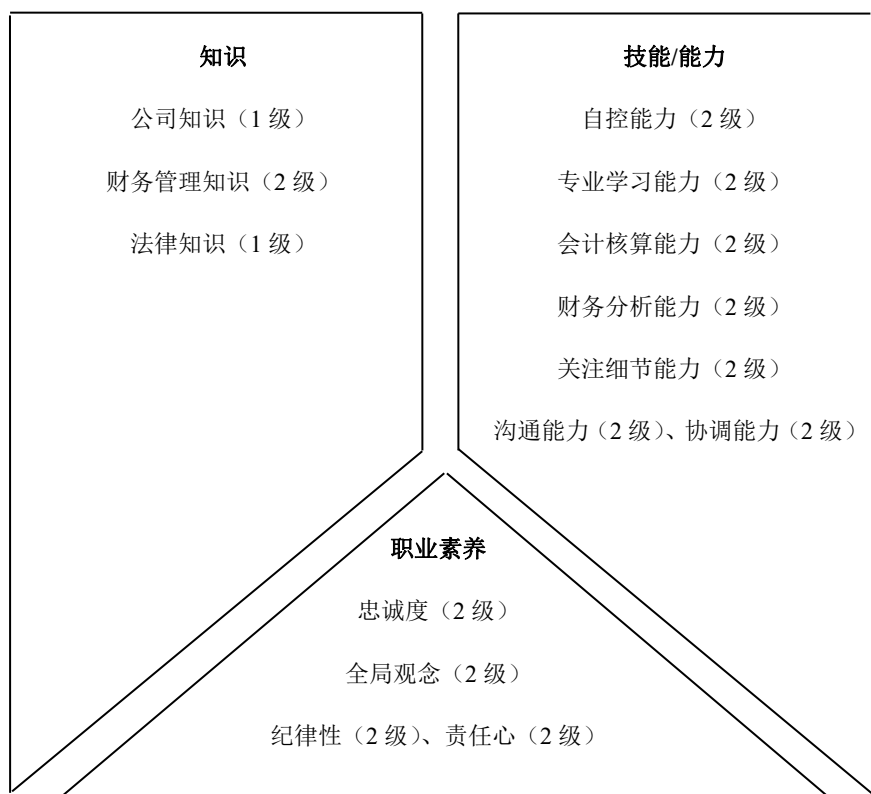 知识
公司知识（1 级）
财务管理知识（2 级）
法律知识（1 级）
技能/能力
自控能力（2 级）
专业学习能力（2 级）
会计核算能力（2 级）
财务分析能力（2 级）
关注细节能力（2 级）
沟通能力（2 级）、协调能力（2 级）
职业素养
忠诚度（2 级）
全局观念（2 级）
纪律性（2 级）、责任心（2 级）